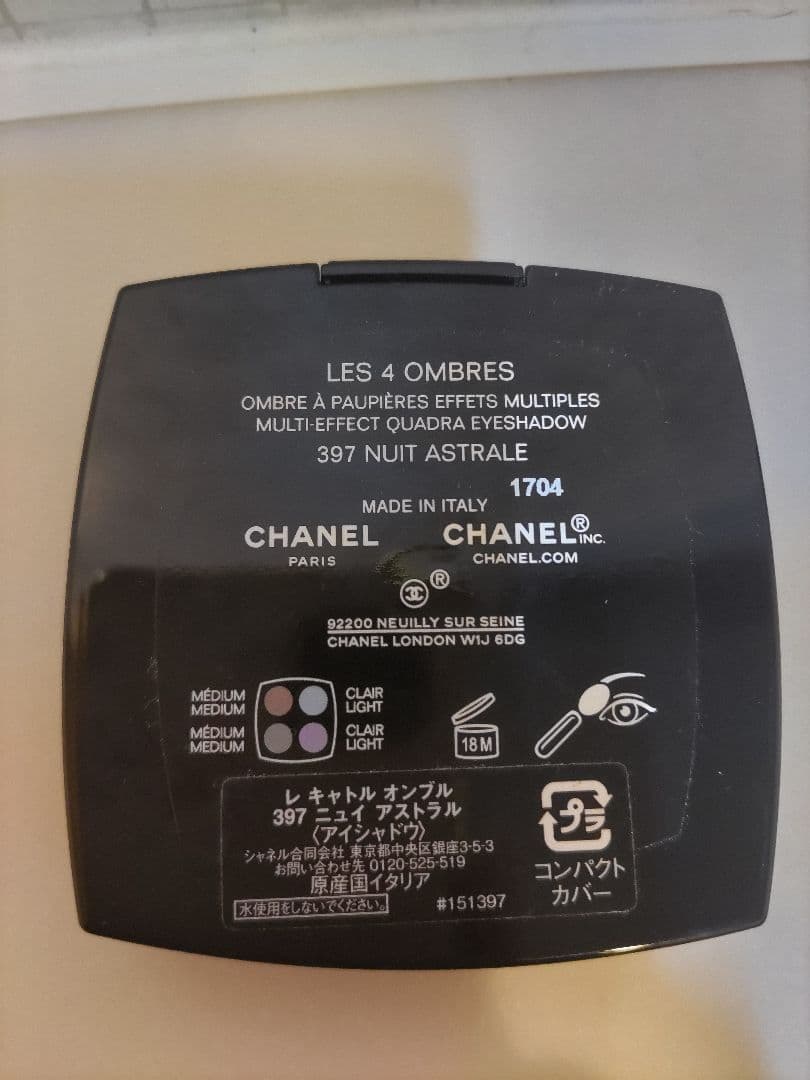 LES 4 OMBRES
OMBRE À PAUPIÈRES EFFETS MULTIPLES
MULTI-EFFECT QUADRA EYESHADOW
397 NUIT ASTRALE
1704
MADE IN ITALY
CHANEL
PARIS
CHANEL® INC.
CHANEL.COM
®
92200 NEUILLY SUR SEINE
CHANEL LONDON W1J 6DG
MÉDIUM
MEDIUM
CLAIR
LIGHT
MÉDIUM
MEDIUM
CLAIR
LIGHT
18 M
レ キャトル オンブル
397 ニュイ アストラル
〈アイシャドウ〉
シャネル合同会社 東京都中央区銀座3-5-3
お問い合わせ先 0120-525-519
原産国イタリア
水使用をしないでください。
#151397
プラ
コンパクト
カバー